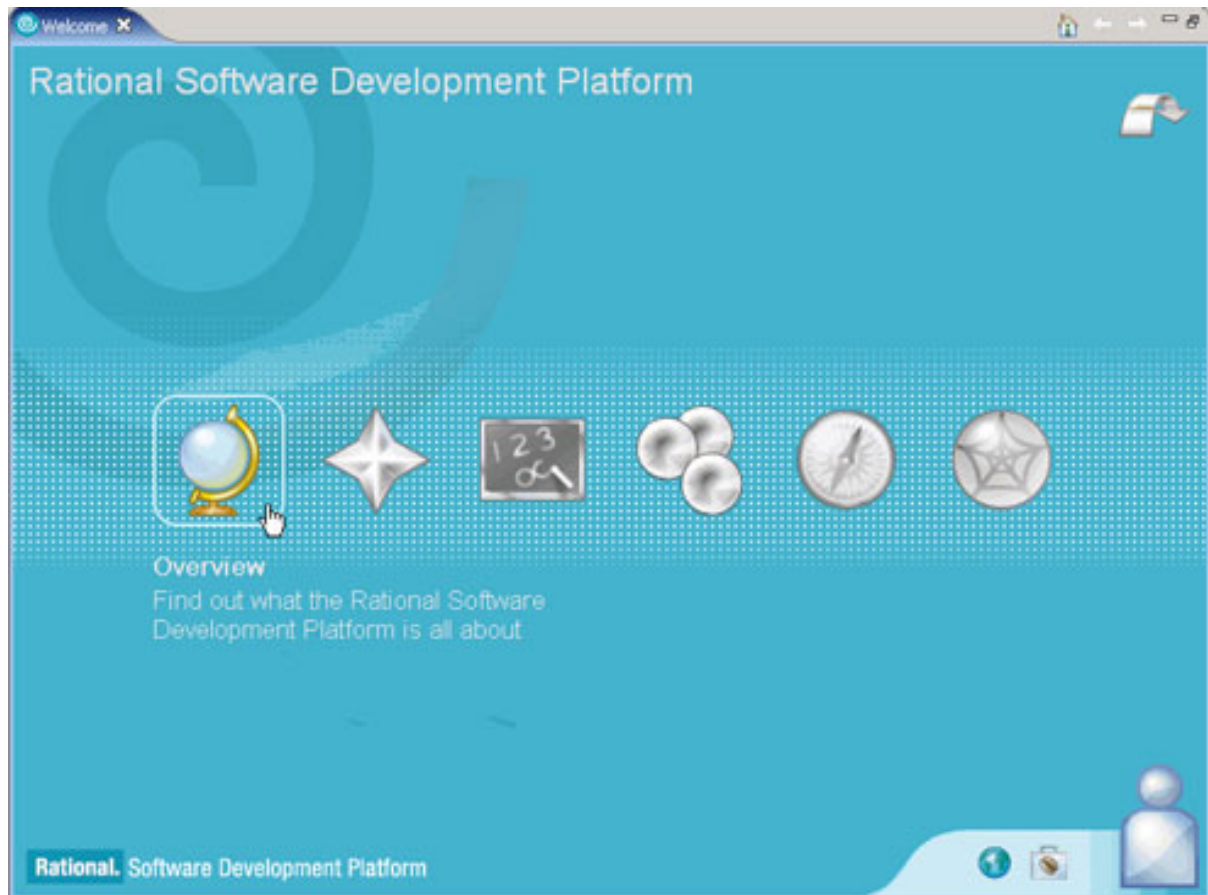 Welcome
Rational Software Development Platform
123
Overview
Find out what the Rational Software
Development Platform is all about
Rational. Software Development Platform